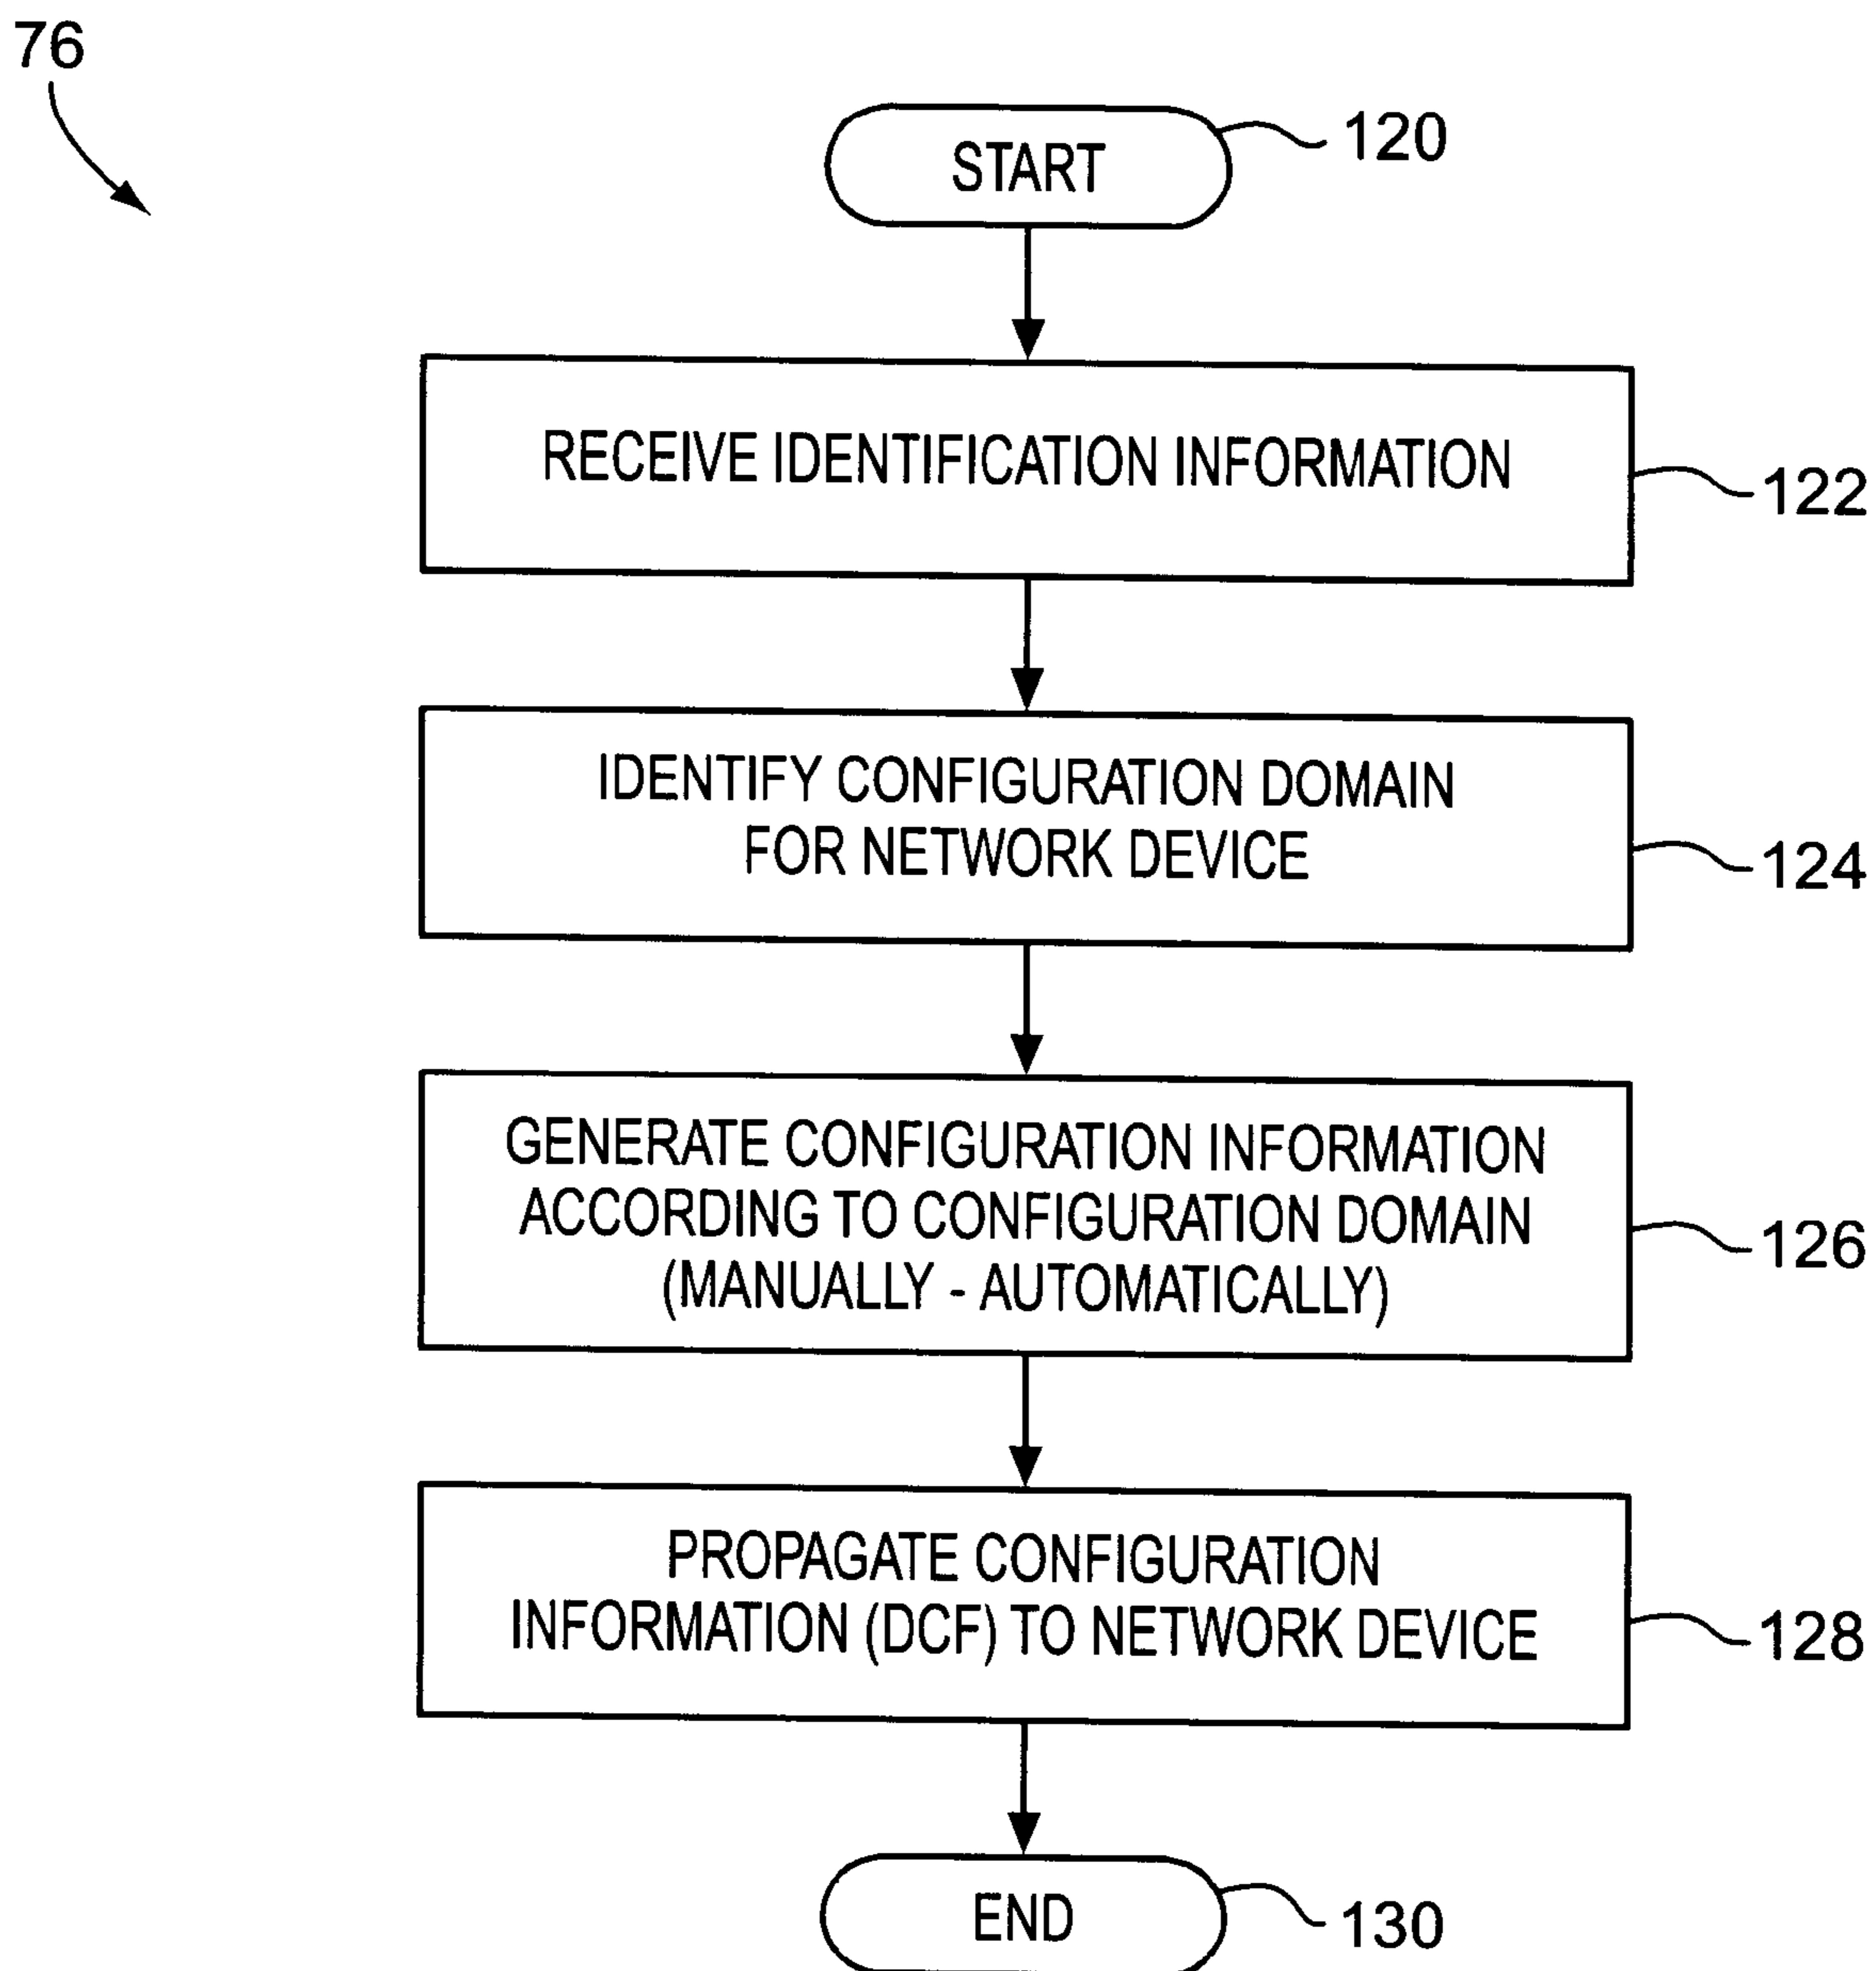 76
START
120
RECEIVE IDENTIFICATION INFORMATION
122
IDENTIFY CONFIGURATION DOMAIN
FOR NETWORK DEVICE
124
GENERATE CONFIGURATION INFORMATION
ACCORDING TO CONFIGURATION DOMAIN
(MANUALLY - AUTOMATICALLY)
126
PROPAGATE CONFIGURATION
INFORMATION (DCF) TO NETWORK DEVICE
128
END
130